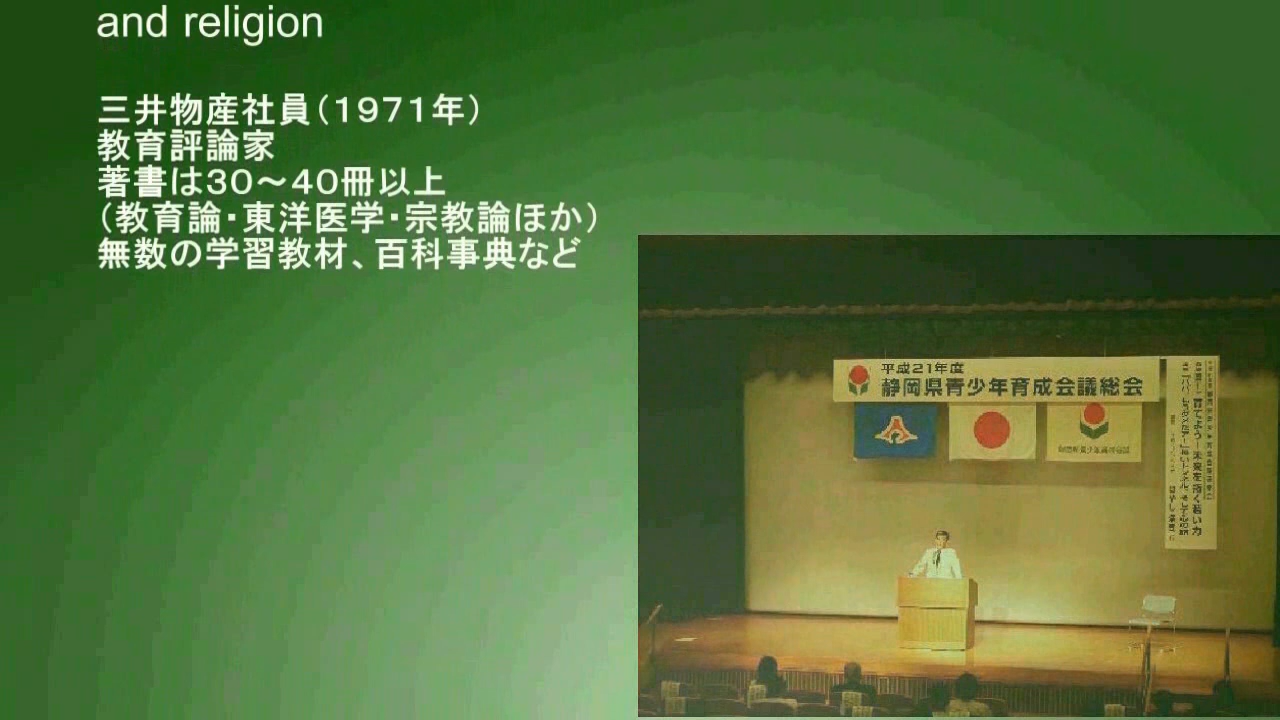 and religion
三井物産社員（１９７１年）
教育評論家
著書は３０～４０冊以上
（教育論・東洋医学・宗教論ほか）
無数の学習教材、百科事典など
平成21年度
静岡県青少年育成会議総会